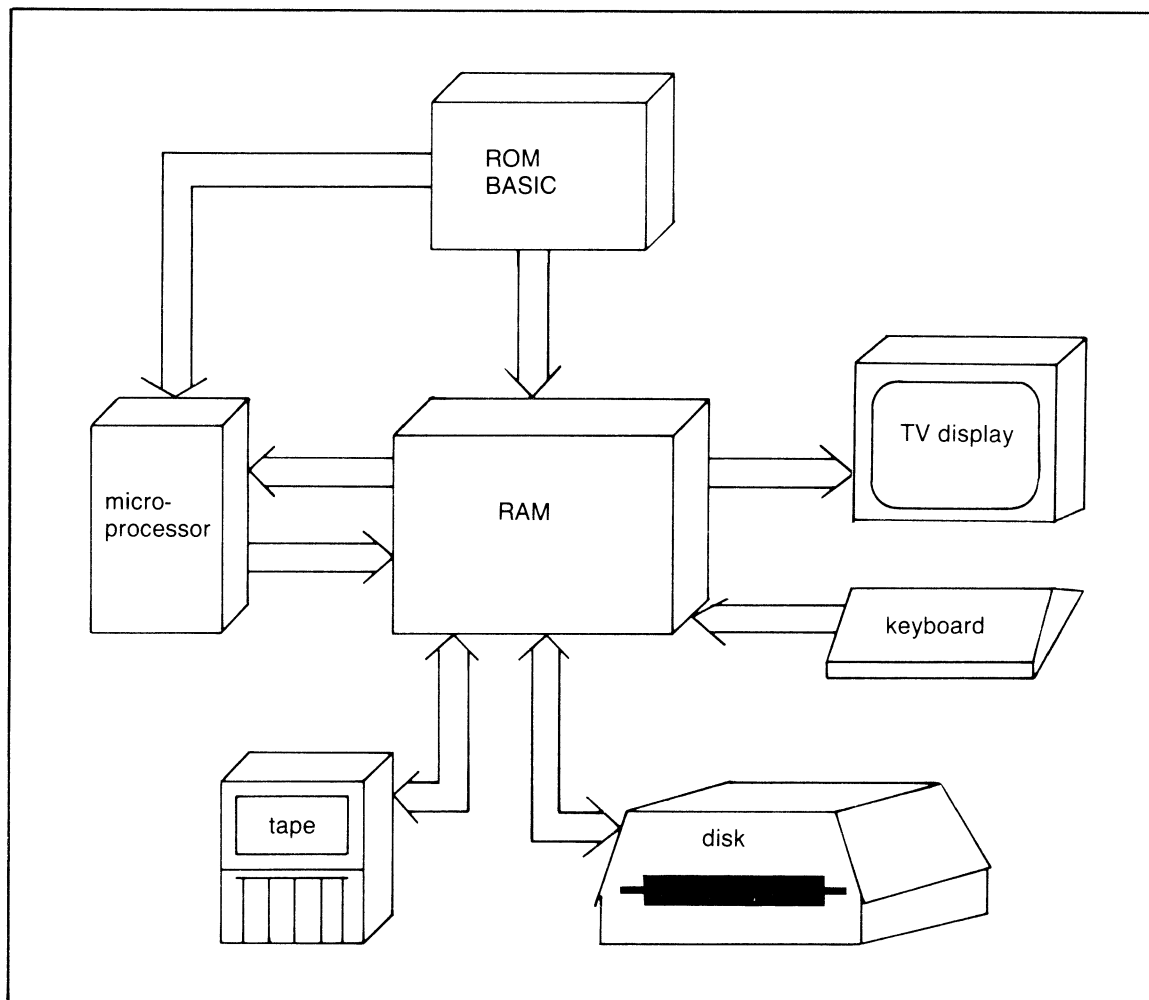 ROM
BASIC
TV display
micro-
processor
RAM
keyboard
tape
disk